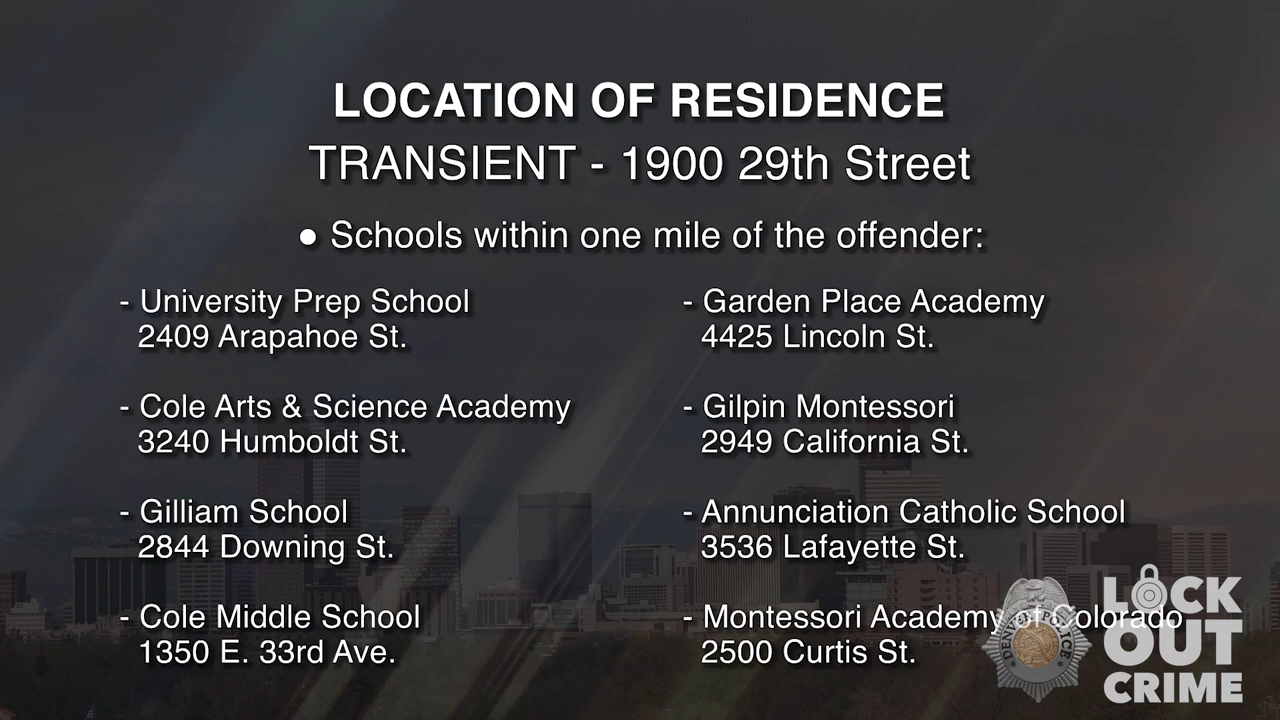 LOCATION OF RESIDENCE
TRANSIENT - 1900 29th Street
● Schools within one mile of the offender:
- University Prep School
2409 Arapahoe St.
- Cole Arts & Science Academy
3240 Humboldt St.
- Gilliam School
2844 Downing St.
- Cole Middle School
1350 E. 33rd Ave.
- Garden Place Academy
4425 Lincoln St.
- Gilpin Montessori
2949 California St.
- Annunciation Catholic School
3536 Lafayette St.
- Montessori Academy of Colorado
2500 Curtis St.
LOCK
OUT
CRIME